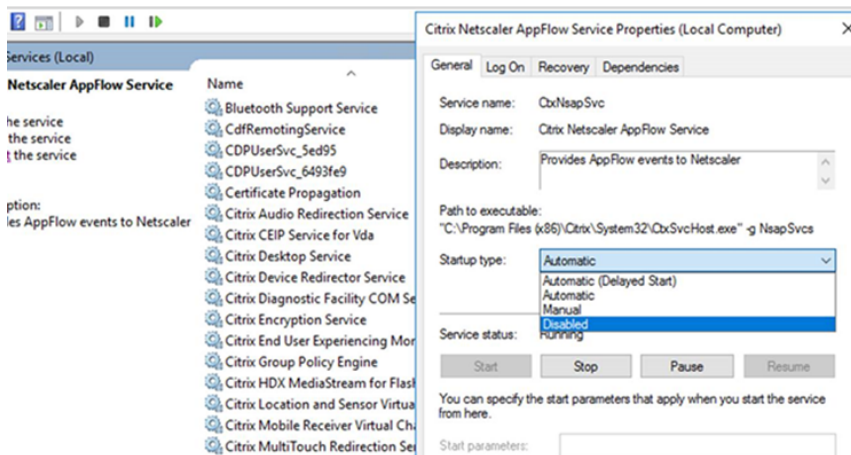 Services (Local)
Netscaler AppFlow Service
he service
the service
t the service
ption:
les AppFlow events to Netscaler
Name
Bluetooth Support Service
CdfRemotingService
CDPUserSvc_5ed95
CDPUserSvc_6493fe9
Certificate Propagation
Citrix Audio Redirection Service
Citrix CEIP Service for Vda
Citrix Desktop Service
Citrix Device Redirector Service
Citrix Diagnostic Facility COM Se
Citrix Encryption Service
Citrix End User Experiencing Mor
Citrix Group Policy Engine
Citrix HDX MediaStream for Flash
Citrix Location and Sensor Virtua
Citrix Mobile Receiver Virtual Cha
Citrix MultiTouch Redirection Ser
Citrix Netscaler AppFlow Service Properties (Local Computer)
General Log On Recovery Dependencies
Service name: CtxNsapSvc
Display name: Citrix Netscaler AppFlow Service
Description: Provides AppFlow events to Netscaler
Path to executable:
"C:\Program Files (x86)\Citrix\System32\CtxSvcHost.exe" -g NsapSvcs
Startup type: Automatic
Automatic (Delayed Start)
Automatic
Manual
Disabled
Service status: Running
Start Stop Pause Resume
You can specify the start parameters that apply when you start the service
from here.
Start parameters: